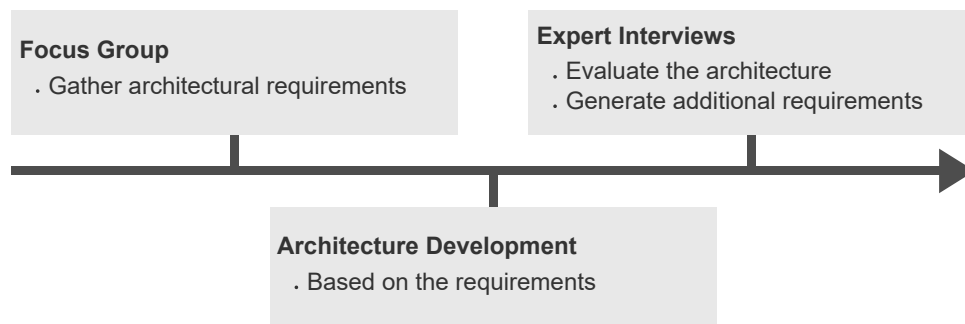 Focus Group
. Gather architectural requirements
Expert Interviews
. Evaluate the architecture
. Generate additional requirements
Architecture Development
. Based on the requirements